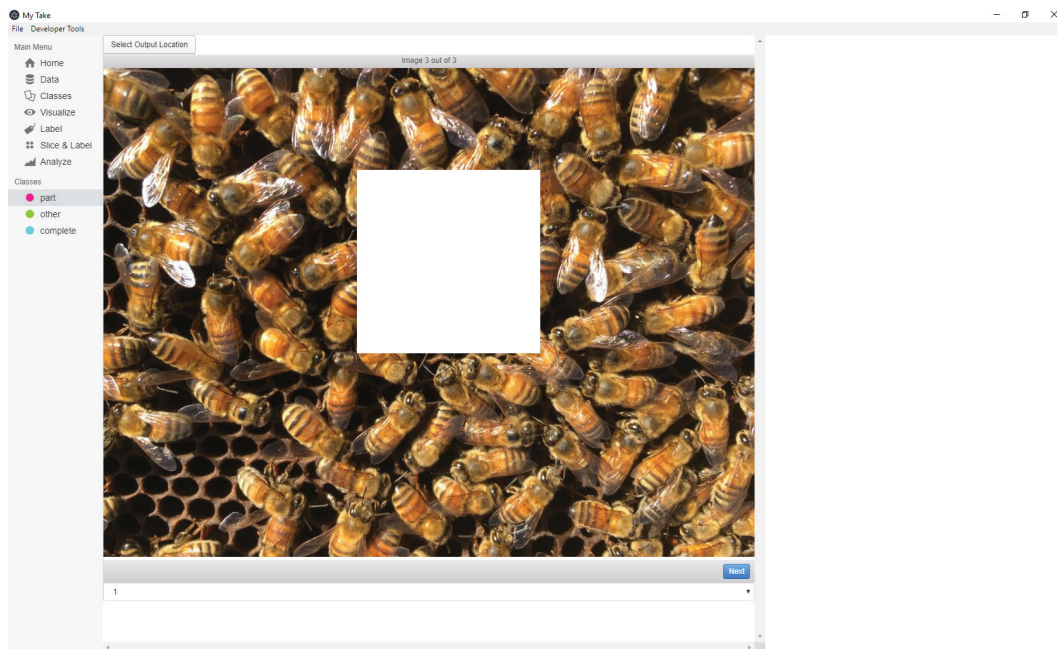 My Take
File Developer Tools
Main Menu
Home
Data
Classes
Visualize
Label
Slice & Label
Analyze
Classes
part
other
complete
Select Output Location
Image 3 out of 3
Next
1